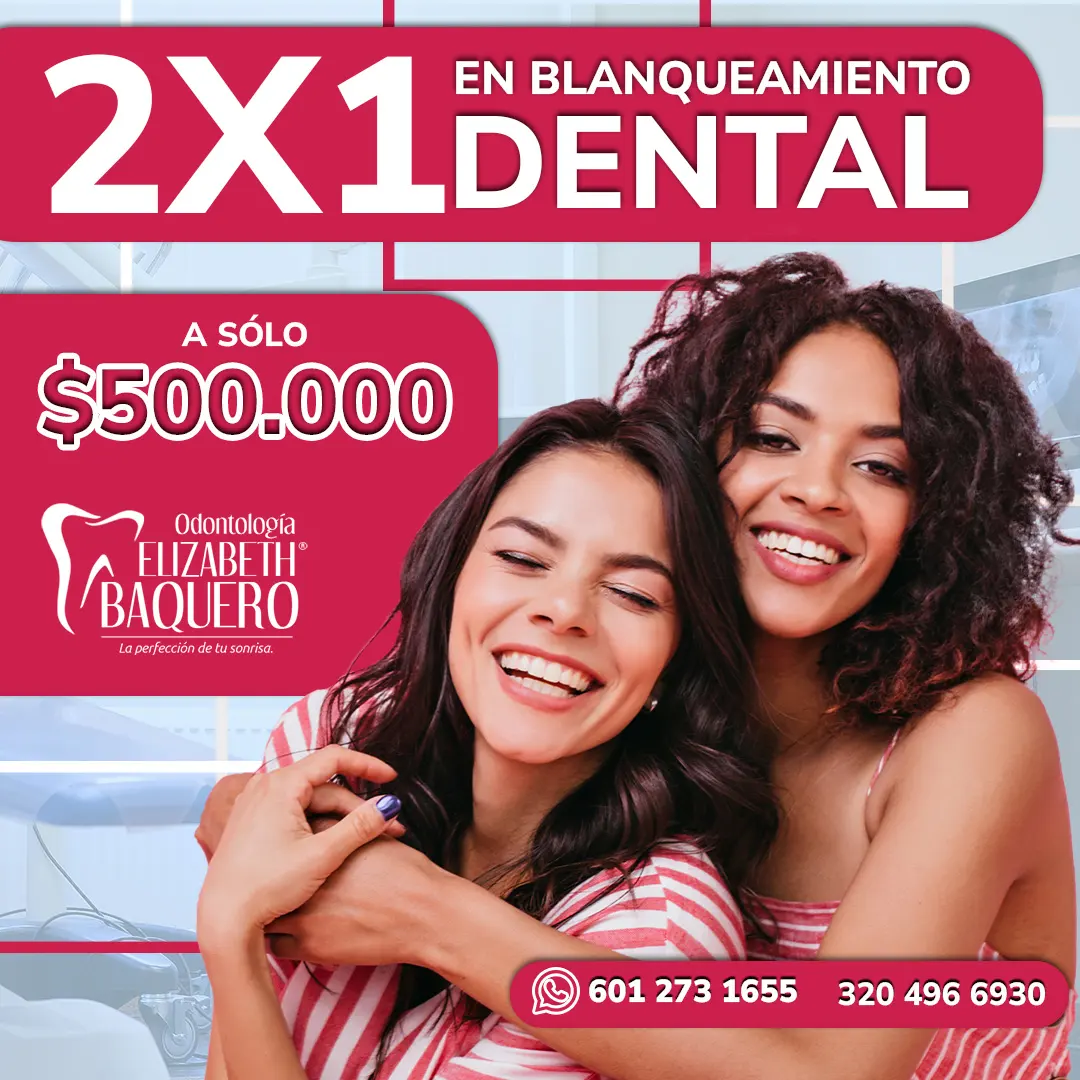 2X1
EN BLANQUEAMIENTO
DENTAL
A SÓLO
$500.000
Odontología
ELIZABETH®
BAQUERO
La perfección de tu sonrisa.
601 273 1655 320 496 6930